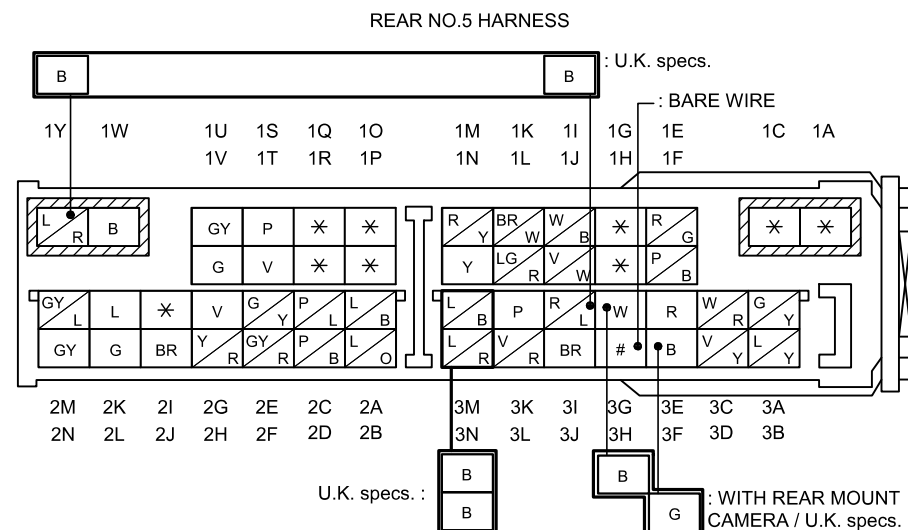 REAR NO.5 HARNESS
B B : U.K. specs.
: BARE WIRE
1Y 1W 1U 1S 1Q 1O 1M 1K 1I 1G 1E 1C 1A
1V 1T 1R 1P 1N 1L 1J 1H 1F
L/R B GY P * * R/Y BR/W W/B * R/G * *
G V * * Y LG/R V/W * P/B
GY/L L * V G/Y P/L L/B L/B P R/L W R W/R G/Y
GY G BR Y/R GY/R P/B L/O L/R V/R BR # B V/Y L/Y
2M 2K 2I 2G 2E 2C 2A 3M 3K 3I 3G 3E 3C 3A
2N 2L 2J 2H 2F 2D 2B 3N 3L 3J 3H 3F 3D 3B
U.K. specs. : B
B
B
G : WITH REAR MOUNT
CAMERA / U.K. specs.